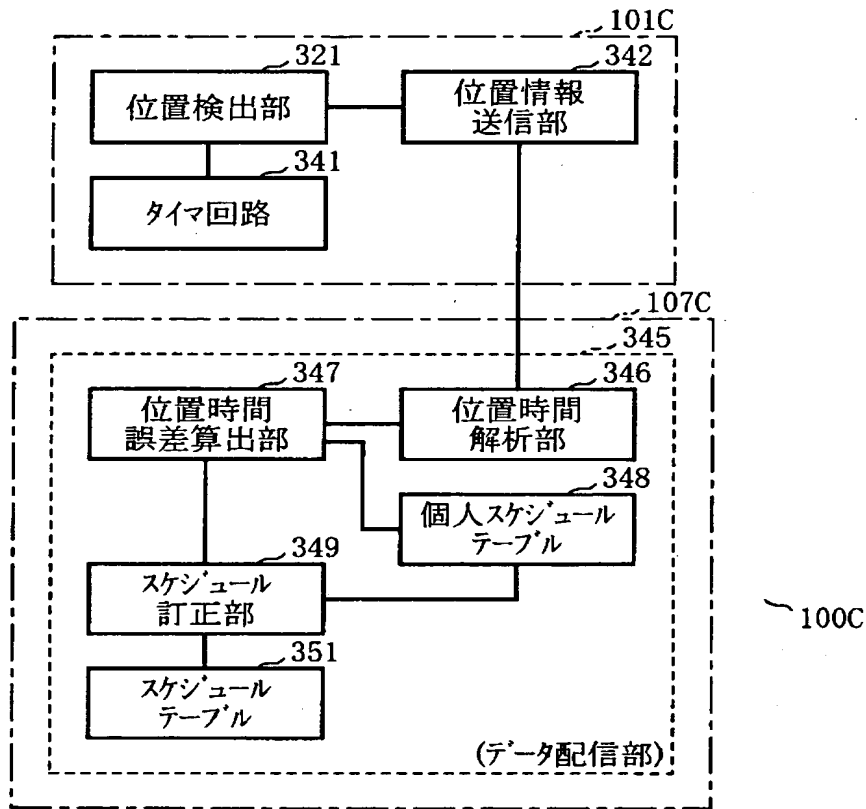 101C
321
位置検出部
342
位置情報
送信部
341
タイマ回路
107C
345
347
位置時間
誤差算出部
346
位置時間
解析部
348
個人スケジュール
テーブル
349
スケジュール
訂正部
351
スケジュール
テーブル
(データ配信部)
100C